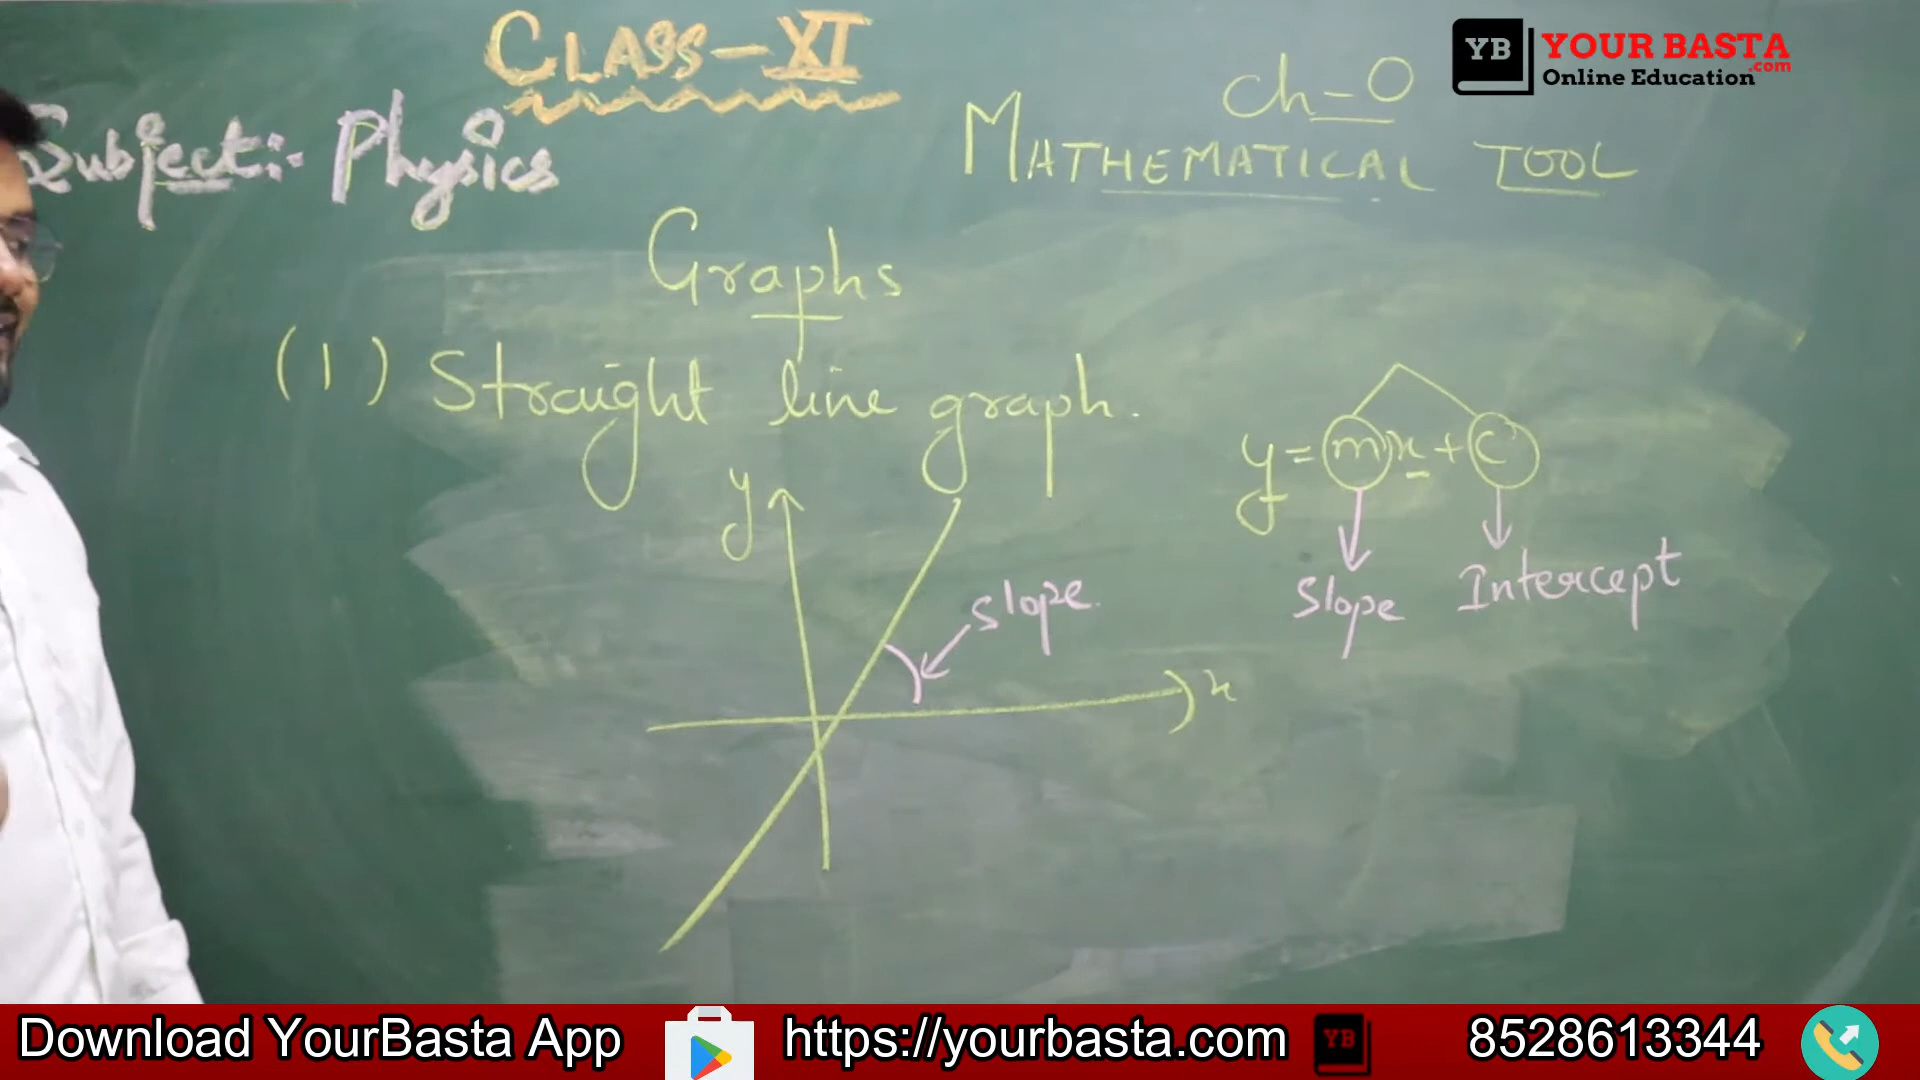 CLASS-XI
YB YOUR BASTA
.com
Online Education
Subject:- Physics
ch-0
MATHEMATICAL TOOL
Graphs
(1) Straight line graph.
y = mx + c
y
Slope
Slope
Intercept
x
Download YourBasta App
https://yourbasta.com
YB
8528613344